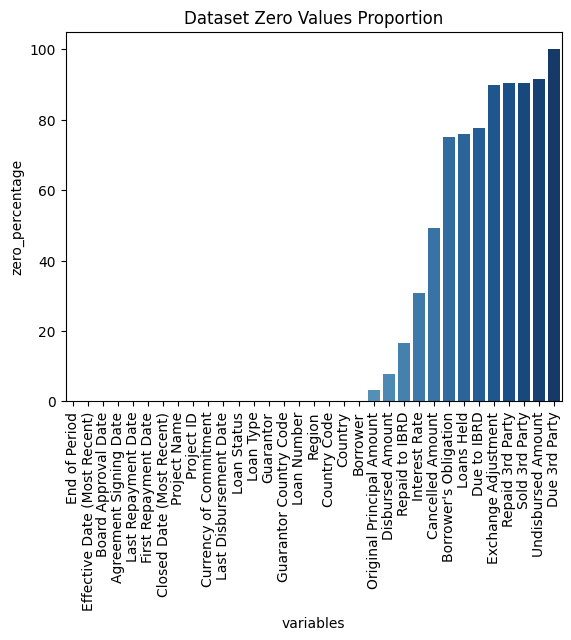 Dataset Zero Values Proportion
zero_percentage
100
80
60
40
20
0
End of Period
Effective Date (Most Recent)
Board Approval Date
Agreement Signing Date
Last Repayment Date
First Repayment Date
Closed Date (Most Recent)
Project Name
Project ID
Currency of Commitment
Last Disbursement Date
Loan Status
Loan Type
Guarantor
Guarantor Country Code
Loan Number
Region
Country Code
Country
Borrower
Original Principal Amount
Disbursed Amount
Repaid to IBRD
Interest Rate
Cancelled Amount
Borrower's Obligation
Loans Held
Due to IBRD
Exchange Adjustment
Repaid 3rd Party
Sold 3rd Party
Undisbursed Amount
Due 3rd Party
variables